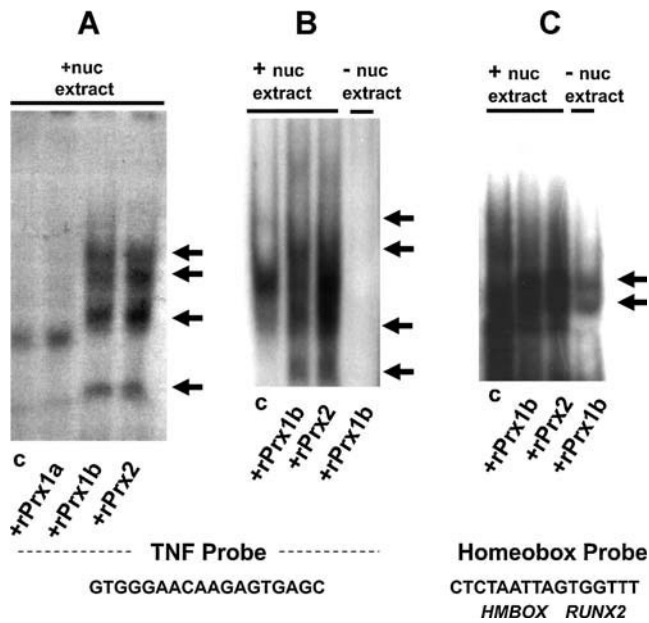 A
B
C
+nuc
extract
+ nuc
extract
- nuc
extract
+ nuc
extract
- nuc
extract
c
+rPrx1a
+rPrx1b
+rPrx2
c
+rPrx1b
+rPrx2
+rPrx1b
c
+rPrx1b
+rPrx2
+rPrx1b
TNF Probe
Homeobox Probe
GTGGGAACAAGAGTGAGC
CTCTAATTAGTGGTTT
HMBOX RUNX2